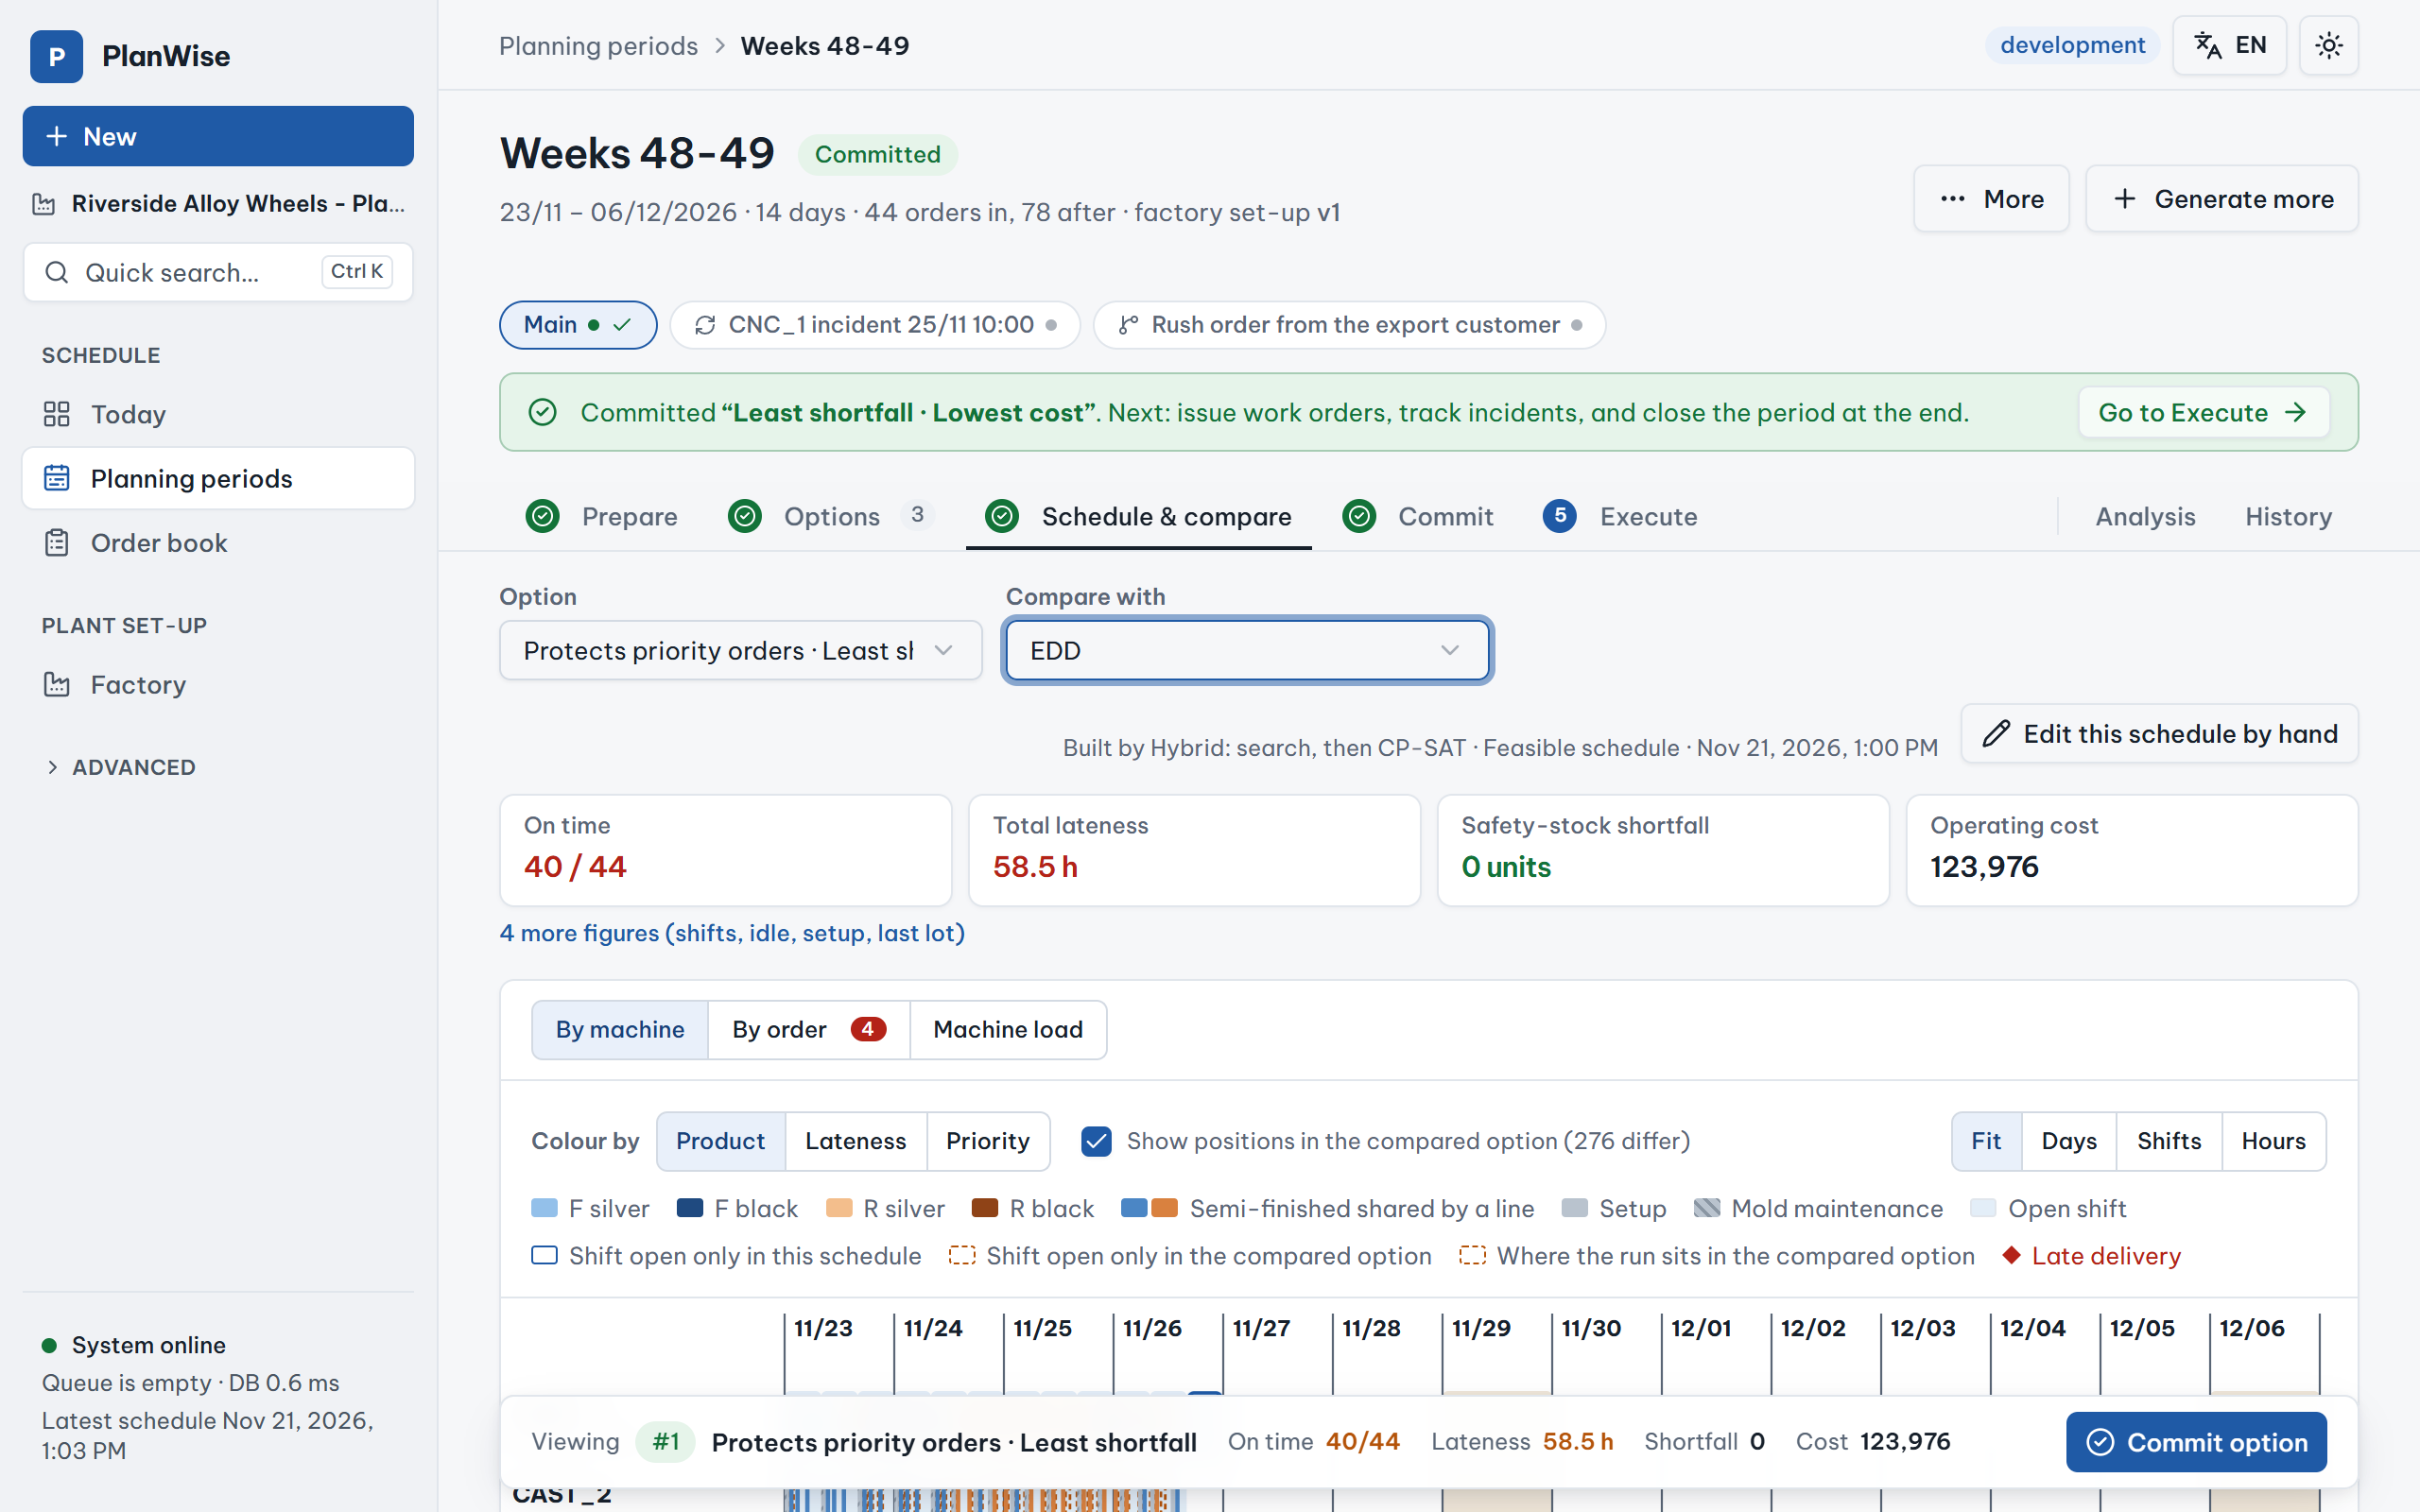 P PlanWise
New
Riverside Alloy Wheels - Pla...
Quick search... Ctrl K
SCHEDULE
Today
Planning periods
Order book
PLANT SET-UP
Factory
ADVANCED
System online
Queue is empty · DB 0.6 ms
Latest schedule Nov 21, 2026,
1:03 PM
Planning periods > Weeks 48-49
development EN
Weeks 48-49 Committed
23/11 – 06/12/2026 · 14 days · 44 orders in, 78 after · factory set-up v1
More Generate more
Main CNC_1 incident 25/11 10:00 Rush order from the export customer
Committed “Least shortfall · Lowest cost”. Next: issue work orders, track incidents, and close the period at the end. Go to Execute
Prepare Options 3 Schedule & compare Commit 5 Execute Analysis History
Option Compare with
Protects priority orders · Least sh EDD
Built by Hybrid: search, then CP-SAT · Feasible schedule · Nov 21, 2026, 1:00 PM Edit this schedule by hand
On time Total lateness Safety-stock shortfall Operating cost
40 / 44 58.5 h 0 units 123,976
4 more figures (shifts, idle, setup, last lot)
By machine By order 4 Machine load
Colour by Product Lateness Priority Show positions in the compared option (276 differ) Fit Days Shifts Hours
F silver F black R silver R black Semi-finished shared by a line Setup Mold maintenance Open shift
Shift open only in this schedule Shift open only in the compared option Where the run sits in the compared option Late delivery
11/23 11/24 11/25 11/26 11/27 11/28 11/29 11/30 12/01 12/02 12/03 12/04 12/05 12/06
Viewing #1 Protects priority orders · Least shortfall On time 40/44 Lateness 58.5 h Shortfall 0 Cost 123,976 Commit option
CAST_2